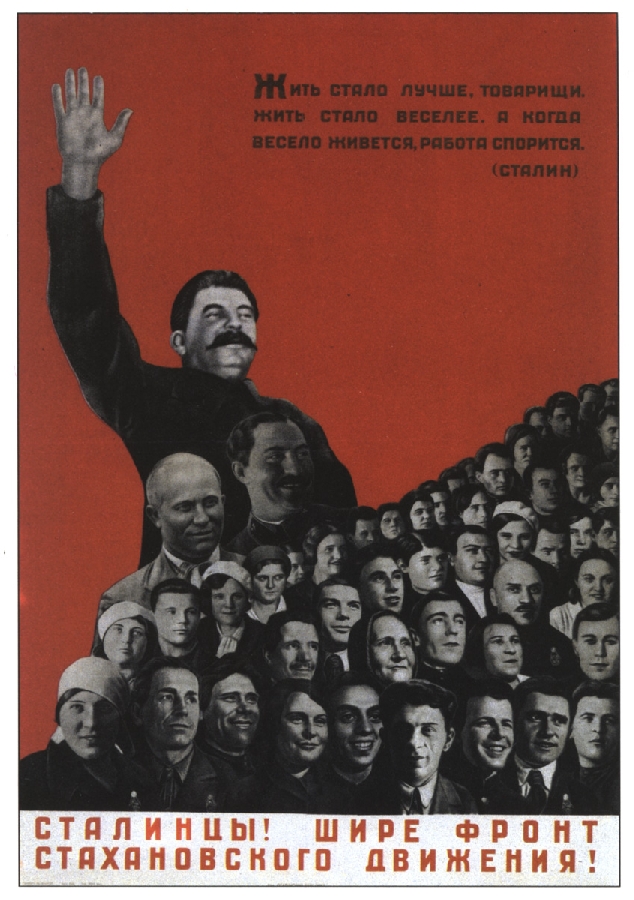 Жить стало лучше, товарищи.
жить стало веселее. А когда
весело живется, работа спорится.
(Сталин)
СТАЛИНЦЫ! ШИРЕ ФРОНТ
СТАХАНОВСКОГО ДВИЖЕНИЯ!